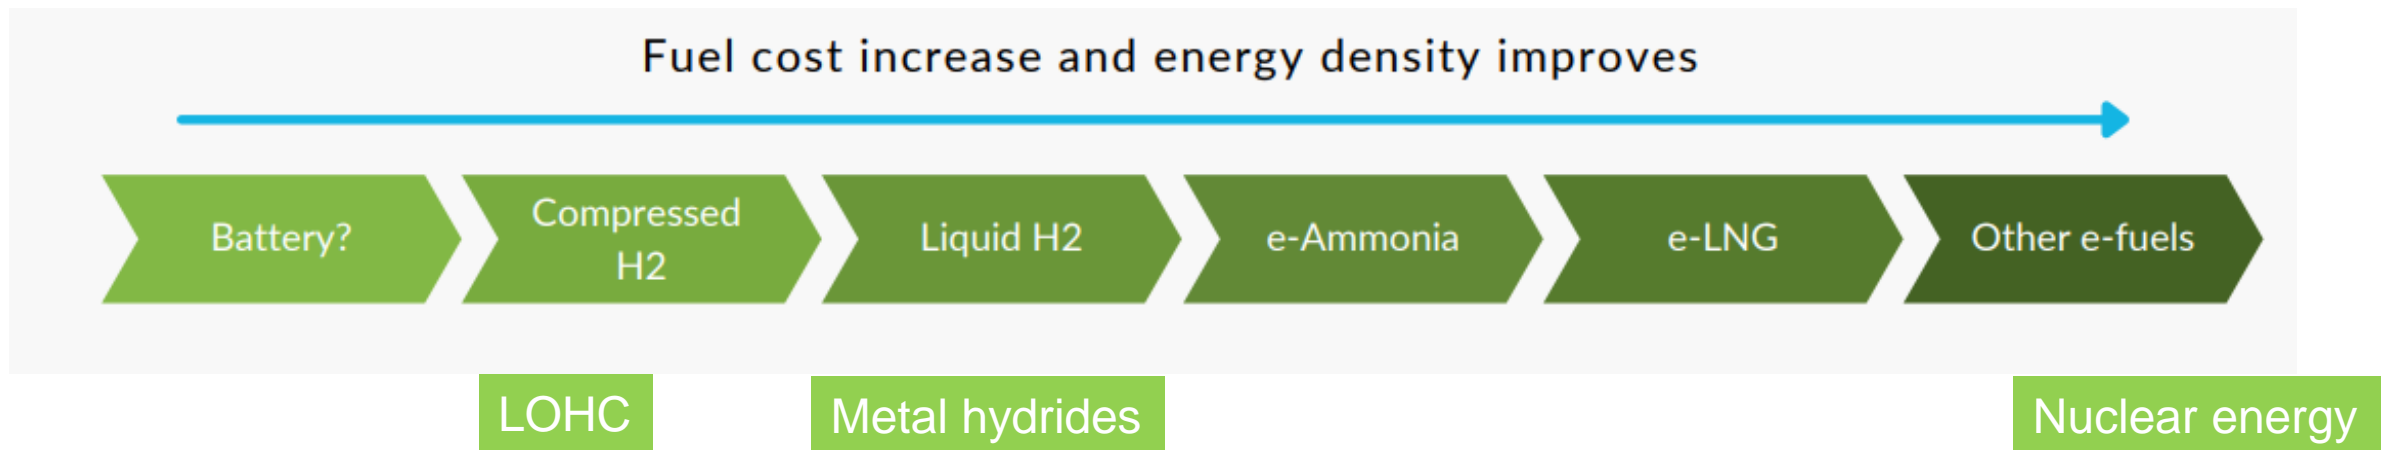 Fuel cost increase and energy density improves
Battery?
Compressed
H2
Liquid H2
e-Ammonia
e-LNG
Other e-fuels
LOHC
Metal hydrides
Nuclear energy